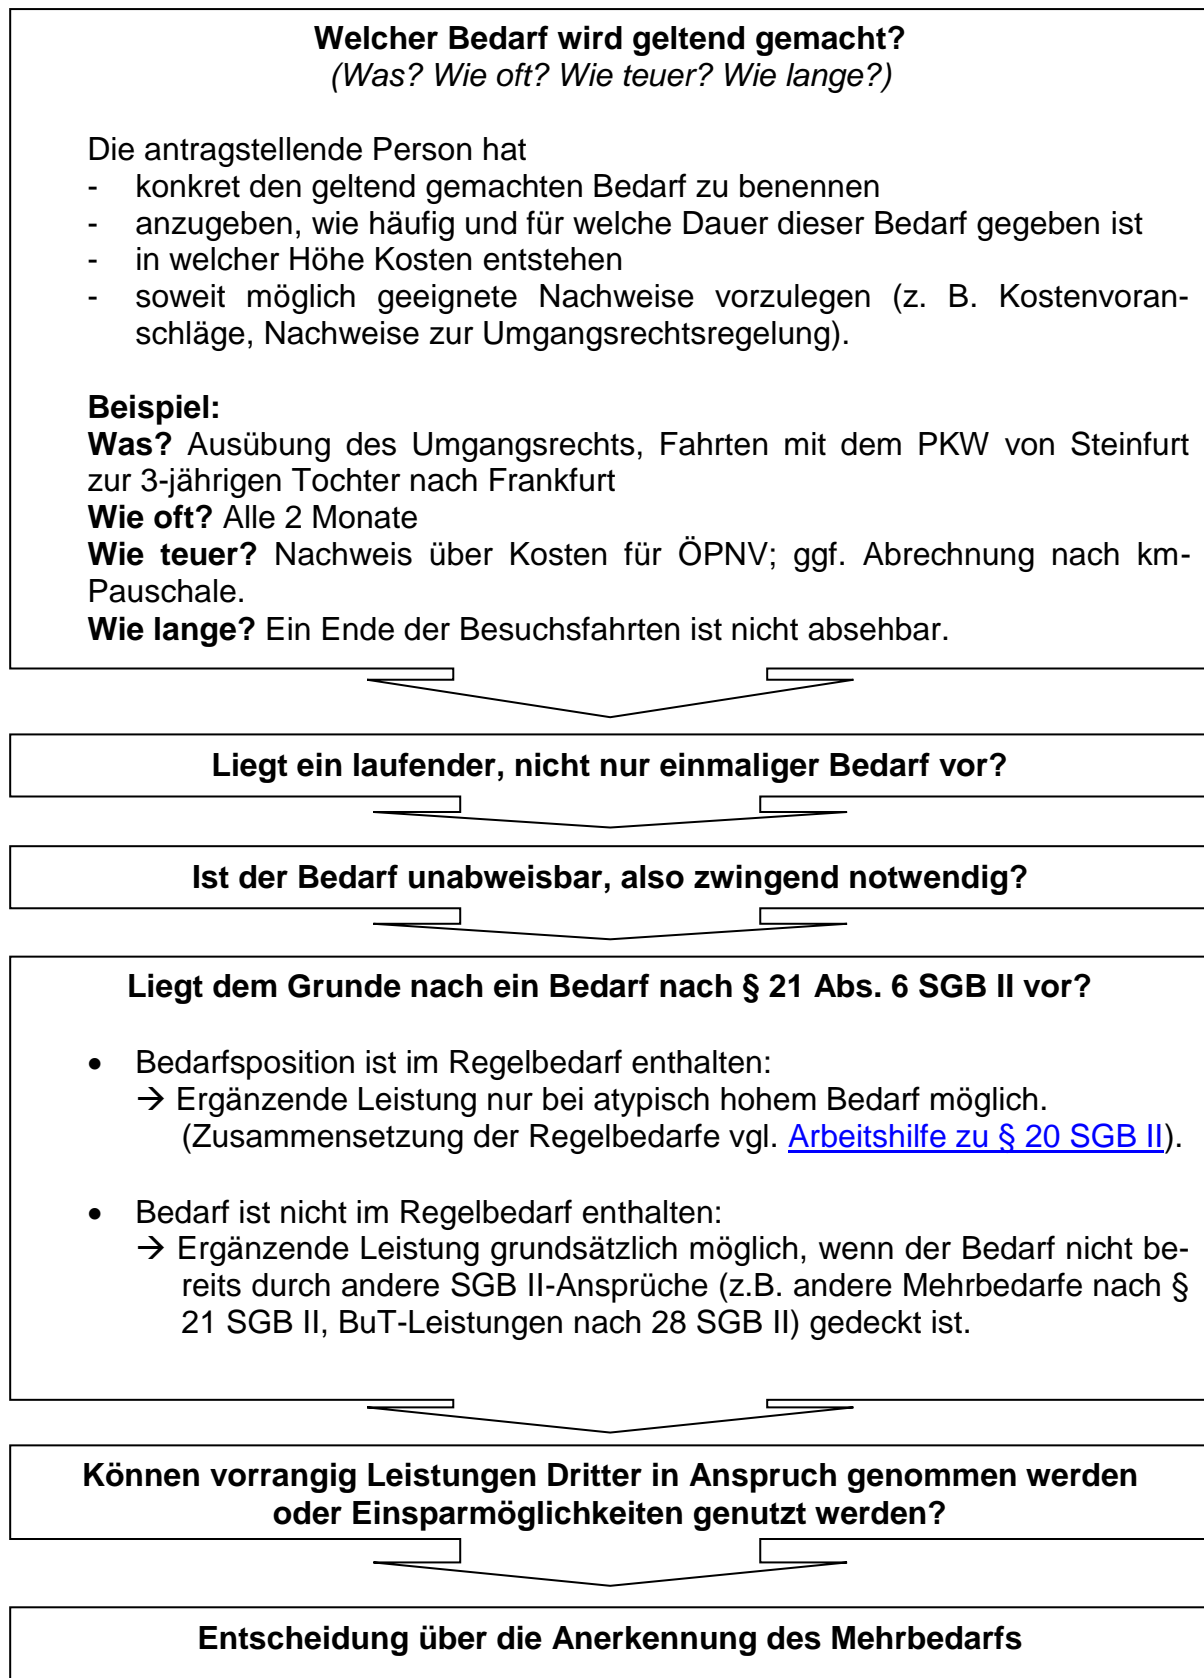 Welcher Bedarf wird geltend gemacht?
(Was? Wie oft? Wie teuer? Wie lange?)
Die antragstellende Person hat
- konkret den geltend gemachten Bedarf zu benennen
- anzugeben, wie häufig und für welche Dauer dieser Bedarf gegeben ist
- in welcher Höhe Kosten entstehen
- soweit möglich geeignete Nachweise vorzulegen (z. B. Kostenvoran-
schläge, Nachweise zur Umgangsrechtsregelung).
Beispiel:
Was? Ausübung des Umgangsrechts, Fahrten mit dem PKW von Steinfurt
zur 3-jährigen Tochter nach Frankfurt
Wie oft? Alle 2 Monate
Wie teuer? Nachweis über Kosten für ÖPNV; ggf. Abrechnung nach km-
Pauschale.
Wie lange? Ein Ende der Besuchsfahrten ist nicht absehbar.
Liegt ein laufender, nicht nur einmaliger Bedarf vor?
Ist der Bedarf unabweisbar, also zwingend notwendig?
Liegt dem Grunde nach ein Bedarf nach § 21 Abs. 6 SGB II vor?
• Bedarfsposition ist im Regelbedarf enthalten:
→ Ergänzende Leistung nur bei atypisch hohem Bedarf möglich.
(Zusammensetzung der Regelbedarfe vgl. Arbeitshilfe zu § 20 SGB II).
• Bedarf ist nicht im Regelbedarf enthalten:
→ Ergänzende Leistung grundsätzlich möglich, wenn der Bedarf nicht be-
reits durch andere SGB II-Ansprüche (z.B. andere Mehrbedarfe nach §
21 SGB II, BuT-Leistungen nach 28 SGB II) gedeckt ist.
Können vorrangig Leistungen Dritter in Anspruch genommen werden
oder Einsparmöglichkeiten genutzt werden?
Entscheidung über die Anerkennung des Mehrbedarfs